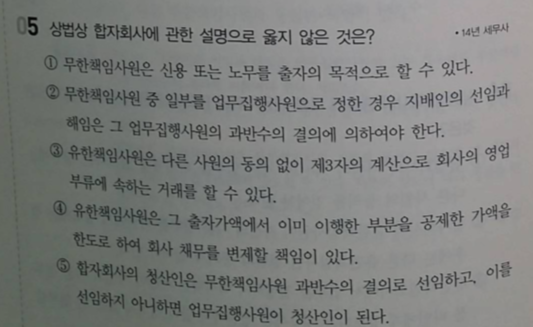 05 상법상 합자회사에 관한 설명으로 옳지 않은 것은? • 14년 세무사
① 무한책임사원은 신용 또는 노무를 출자의 목적으로 할 수 있다.
② 무한책임사원 중 일부를 업무집행사원으로 정한 경우 지배인의 선임과
해임은 그 업무집행사원의 과반수의 결의에 의하여야 한다.
③ 유한책임사원은 다른 사원의 동의 없이 제3자의 계산으로 회사의 영업
부류에 속하는 거래를 할 수 있다.
④ 유한책임사원은 그 출자가액에서 이미 이행한 부분을 공제한 가액을
한도로 하여 회사 채무를 변제할 책임이 있다.
⑤ 합자회사의 청산인은 무한책임사원 과반수의 결의로 선임하고, 이를
선임하지 아니하면 업무집행사원이 청산인이 된다.